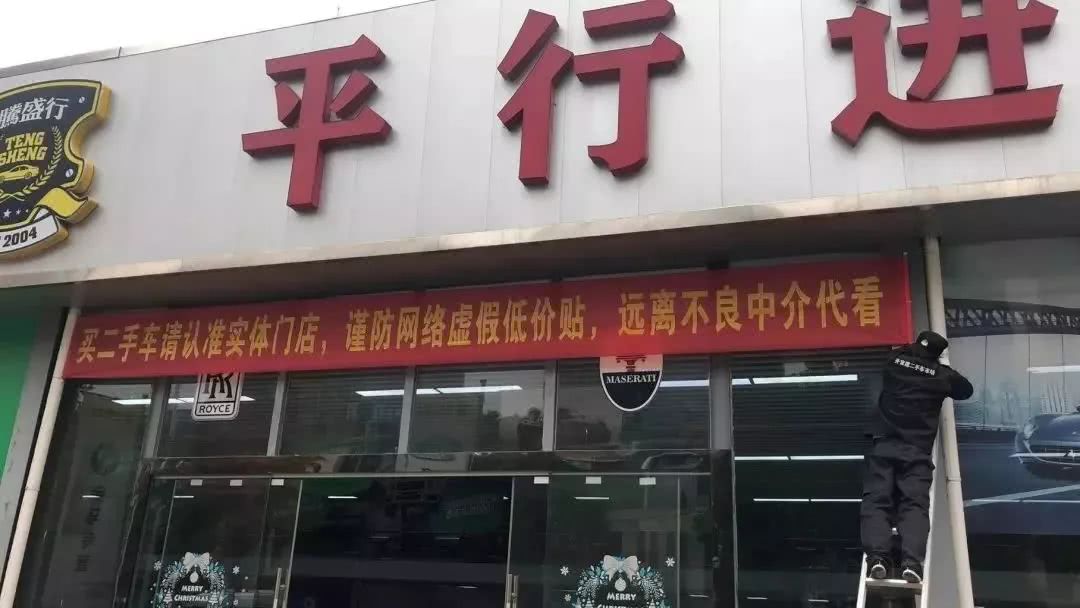 平行进
腾盛行
TENG
SHENG
2004
买二手车请认准实体门店，谨防网络虚假低价贴，远离不良中介代看
RR
ROYCE
MASERATI
MERRY
CHRISTMAS
MERRY
CHRISTMAS